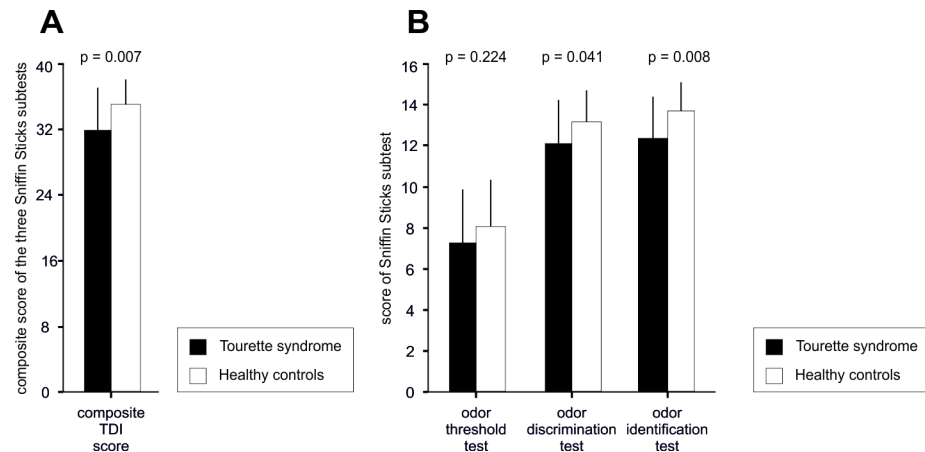 A
p = 0.007
composite score of the three Sniffin Sticks subtests
40
32
24
16
8
0
composite
TDI
score
Tourette syndrome
Healthy controls
B
p = 0.224
p = 0.041
p = 0.008
score of Sniffin Sticks subtest
16
14
12
10
8
6
4
2
0
odor
threshold
test
odor
discrimination
test
odor
identification
test
Tourette syndrome
Healthy controls